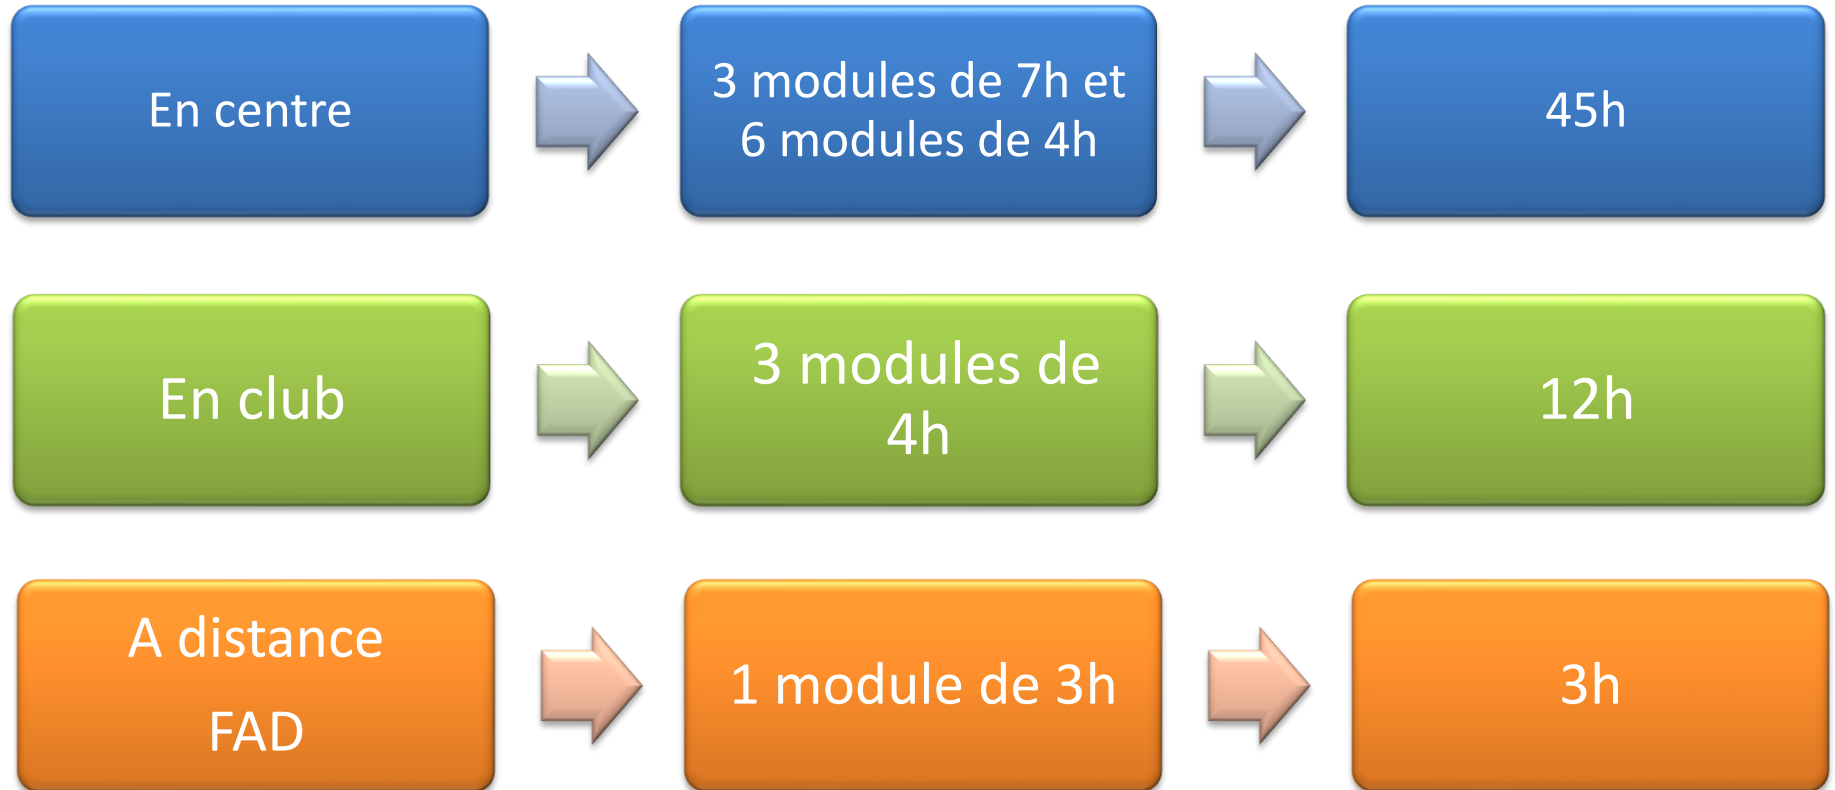 En centre
3 modules de 7h et
6 modules de 4h
45h
En club
3 modules de
4h
12h
A distance
FAD
1 module de 3h
3h